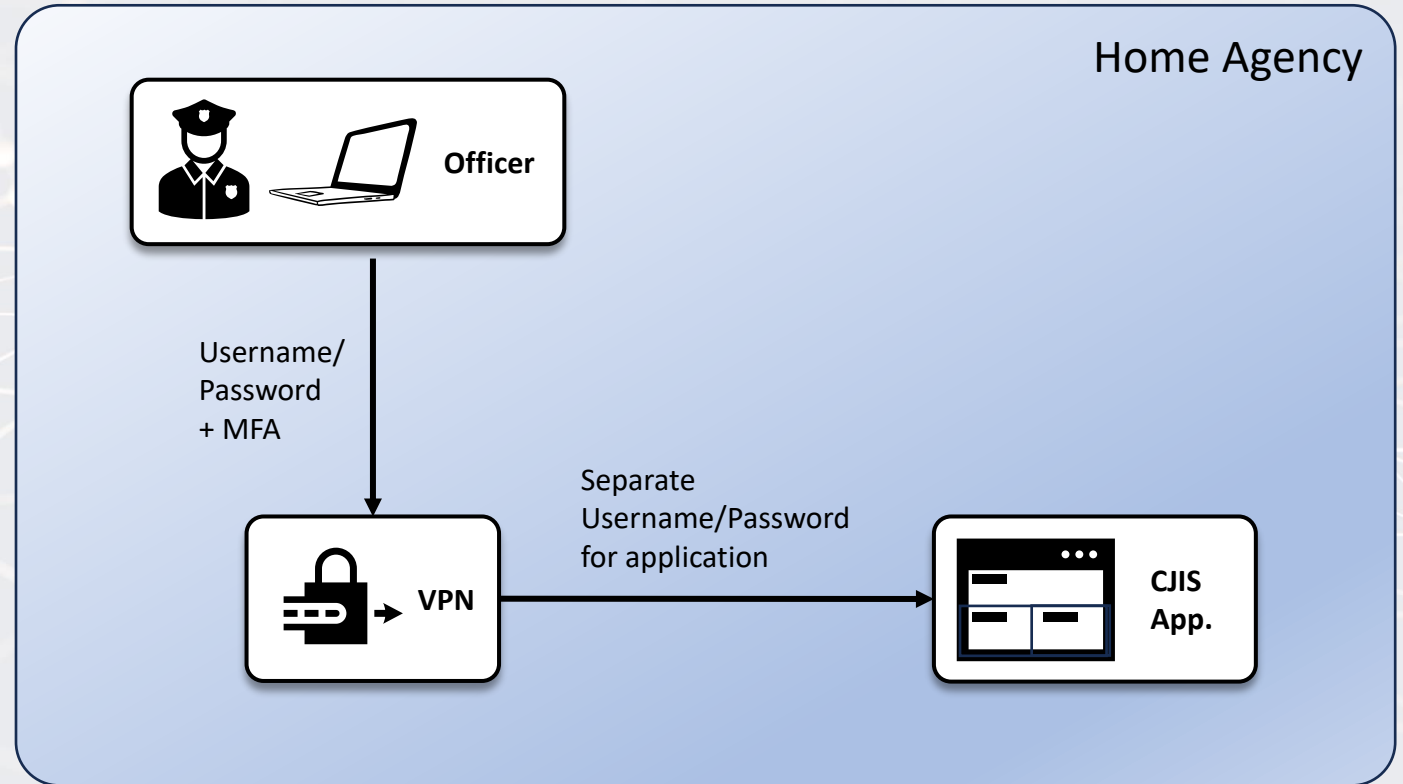 Home Agency
Officer
Username/
Password
+ MFA
Separate
Username/Password
for application
VPN
CJIS
App.